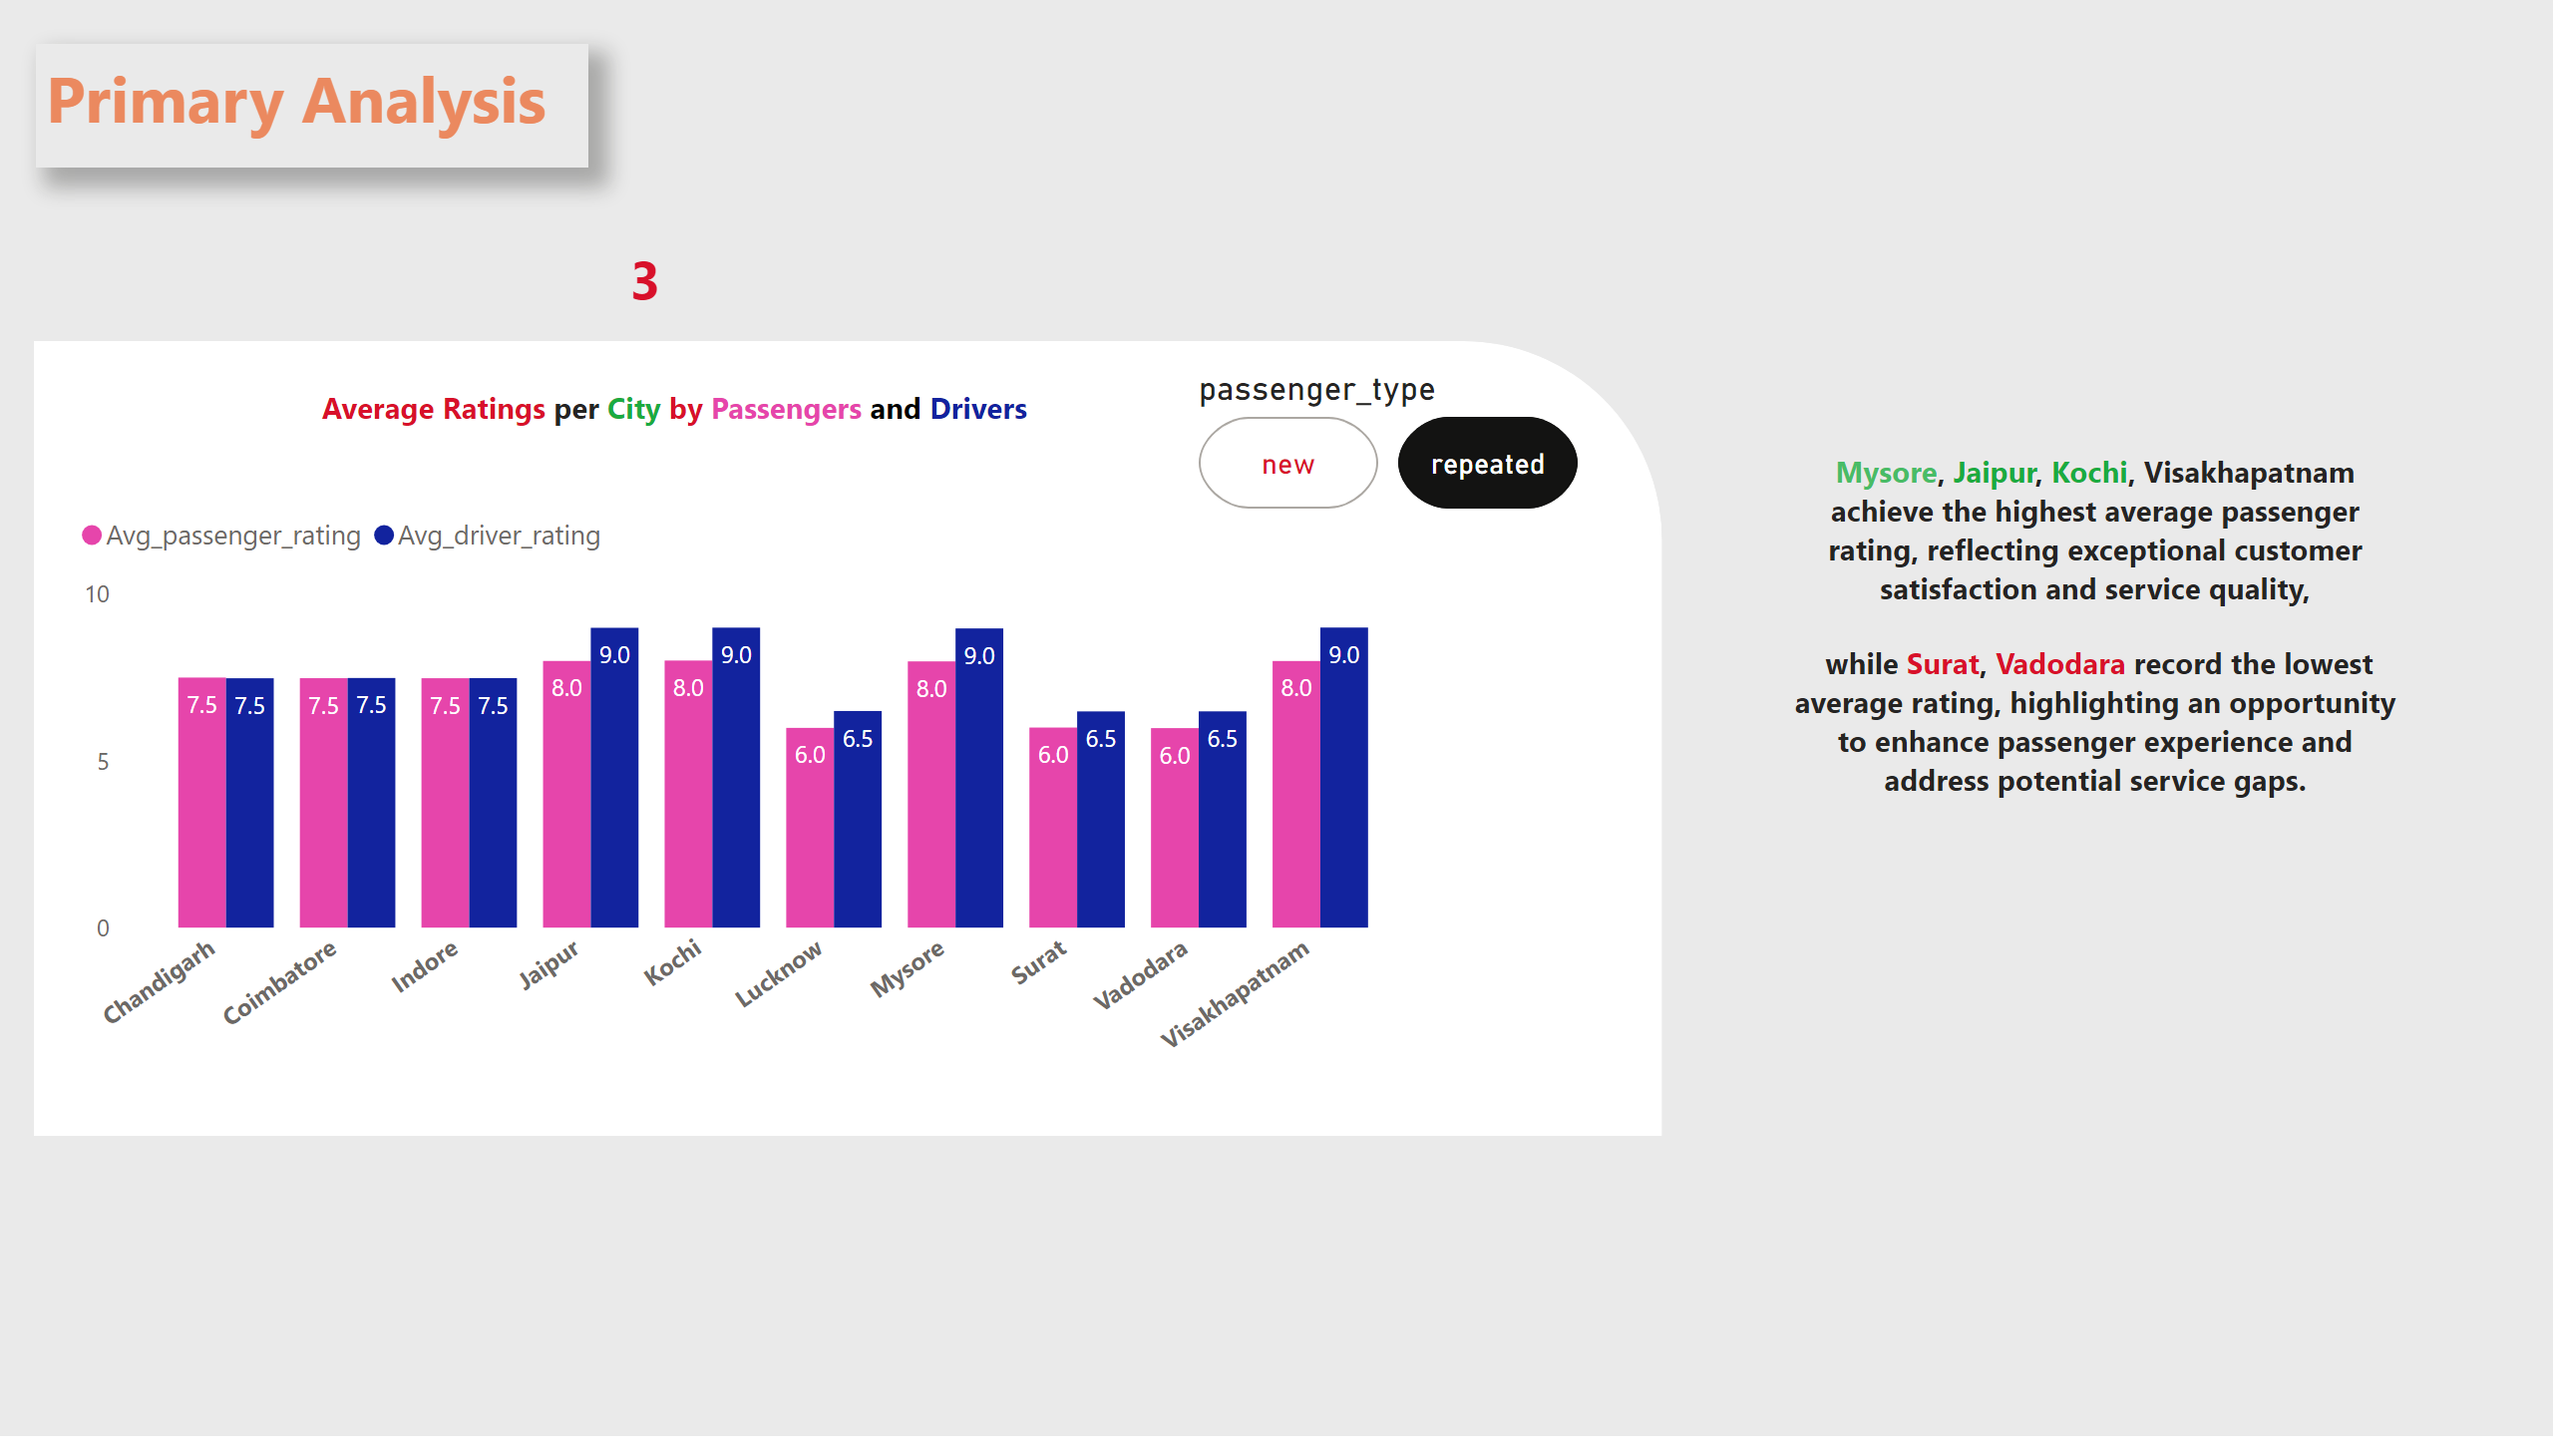 Primary Analysis
3
Average Ratings per City by Passengers and Drivers
passenger_type
new
repeated
Avg_passenger_rating
Avg_driver_rating
10
5
0
7.5
7.5
7.5
7.5
7.5
7.5
8.0
9.0
8.0
9.0
6.0
6.5
8.0
9.0
6.0
6.5
6.0
6.5
8.0
9.0
Chandigarh
Coimbatore
Indore
Jaipur
Kochi
Lucknow
Mysore
Surat
Vadodara
Visakhapatnam
Mysore, Jaipur, Kochi, Visakhapatnam
achieve the highest average passenger
rating, reflecting exceptional customer
satisfaction and service quality,
while Surat, Vadodara record the lowest
average rating, highlighting an opportunity
to enhance passenger experience and
address potential service gaps.